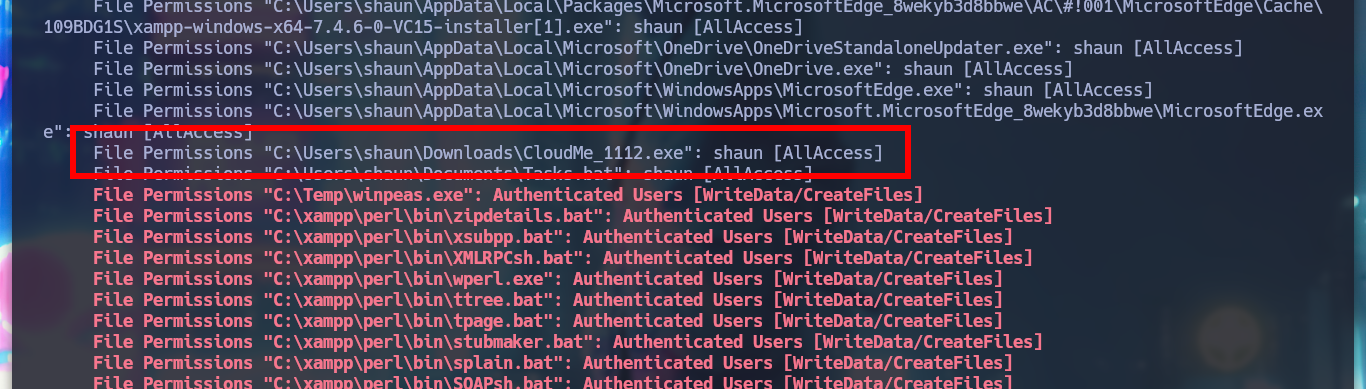 File Permissions "C:\Users\shaun\AppData\Local\Packages\Microsoft.MicrosoftEdge_8wekyb3d8bbwe\AC\#!001\MicrosoftEdge\Cache\
109BDG1S\xampp-windows-x64-7.4.6-0-VC15-installer[1].exe": shaun [AllAccess]
File Permissions "C:\Users\shaun\AppData\Local\Microsoft\OneDrive\OneDriveStandaloneUpdater.exe": shaun [AllAccess]
File Permissions "C:\Users\shaun\AppData\Local\Microsoft\OneDrive\OneDrive.exe": shaun [AllAccess]
File Permissions "C:\Users\shaun\AppData\Local\Microsoft\WindowsApps\MicrosoftEdge.exe": shaun [AllAccess]
File Permissions "C:\Users\shaun\AppData\Local\Microsoft\WindowsApps\Microsoft.MicrosoftEdge_8wekyb3d8bbwe\MicrosoftEdge.ex
e": shaun [AllAccess]
File Permissions "C:\Users\shaun\Downloads\CloudMe_1112.exe": shaun [AllAccess]
File Permissions "C:\Users\shaun\Documents\Tasks.bat": shaun [AllAccess]
File Permissions "C:\Temp\winpeas.exe": Authenticated Users [WriteData/CreateFiles]
File Permissions "C:\xampp\perl\bin\zipdetails.bat": Authenticated Users [WriteData/CreateFiles]
File Permissions "C:\xampp\perl\bin\xsubpp.bat": Authenticated Users [WriteData/CreateFiles]
File Permissions "C:\xampp\perl\bin\XMLRPCsh.bat": Authenticated Users [WriteData/CreateFiles]
File Permissions "C:\xampp\perl\bin\wperl.exe": Authenticated Users [WriteData/CreateFiles]
File Permissions "C:\xampp\perl\bin\ttree.bat": Authenticated Users [WriteData/CreateFiles]
File Permissions "C:\xampp\perl\bin\tpage.bat": Authenticated Users [WriteData/CreateFiles]
File Permissions "C:\xampp\perl\bin\stubmaker.bat": Authenticated Users [WriteData/CreateFiles]
File Permissions "C:\xampp\perl\bin\splain.bat": Authenticated Users [WriteData/CreateFiles]
File Permissions "C:\xampp\perl\bin\SOAPsh.bat": Authenticated Users [WriteData/CreateFiles]